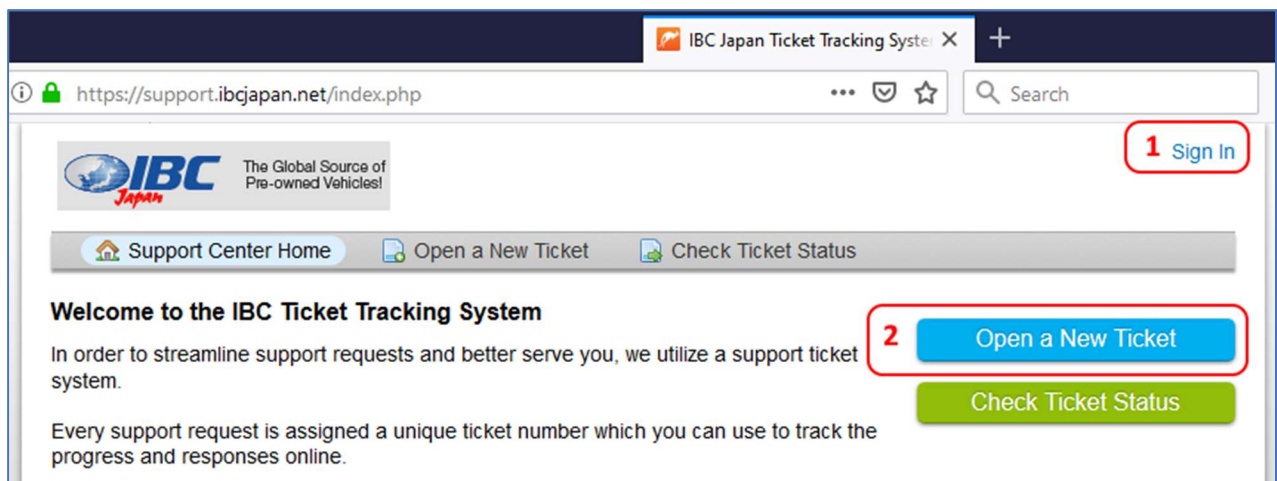 IBC Japan Ticket Tracking Syste
https://support.ibcjapan.net/index.php
Search
IBC
Japan
The Global Source of
Pre-owned Vehicles!
1 Sign In
Support Center Home Open a New Ticket Check Ticket Status
Welcome to the IBC Ticket Tracking System
In order to streamline support requests and better serve you, we utilize a support ticket
system.
Every support request is assigned a unique ticket number which you can use to track the
progress and responses online.
2 Open a New Ticket
Check Ticket Status